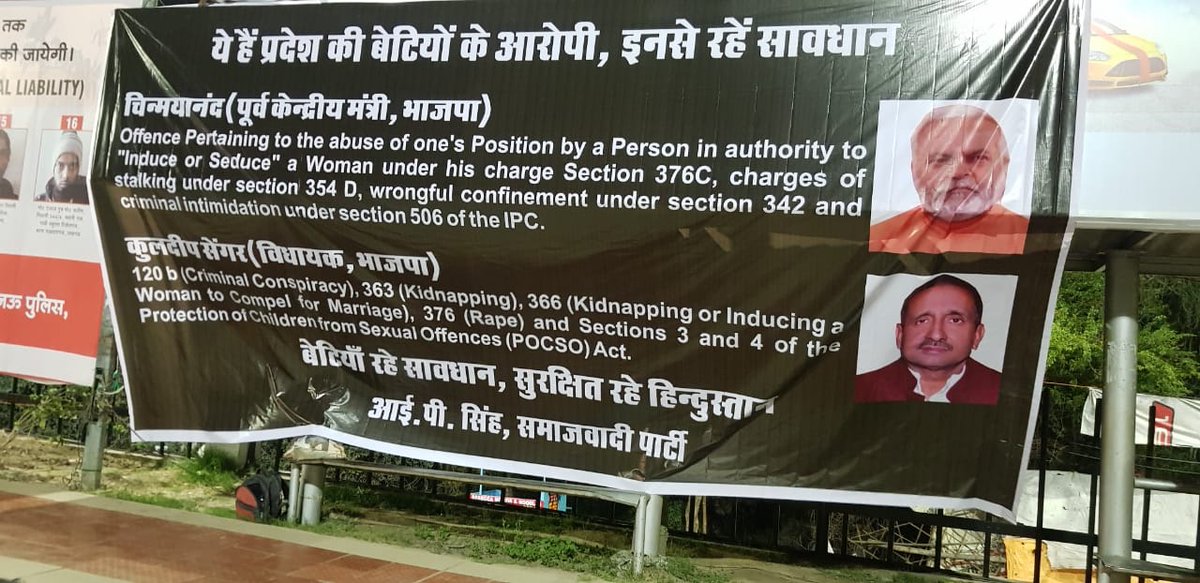 तक
की जायेगी।
AL LIABILITY)
16
जऊ पुलिस,
ये हैं प्रदेश की बेटियों के आरोपी, इनसे रहें सावधान
चिन्मयानंद (पूर्व केन्द्रीय मंत्री, भाजपा)
Offence Pertaining to the abuse of one's Position by a Person in authority to
"Induce or Seduce" a Woman under his charge Section 376C, charges of
stalking under section 354 D, wrongful confinement under section 342 and
criminal intimidation under section 506 of the IPC.
कुलदीप सेंगर (विधायक, भाजपा)
120 b (Criminal Conspiracy), 363 (Kidnapping), 366 (Kidnapping or Inducing a
Woman to Compel for Marriage), 376 (Rape) and Sections 3 and 4 of the
Protection of Children from Sexual Offences (POCSO) Act.
बेटियाँ रहे सावधान, सुरक्षित रहे हिन्दुस्तान
आई.पी. सिंह, समाजवादी पार्टी